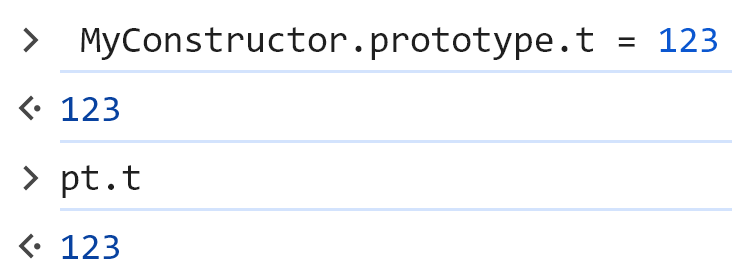 MyConstructor.prototype.t = 123
123
pt.t
123